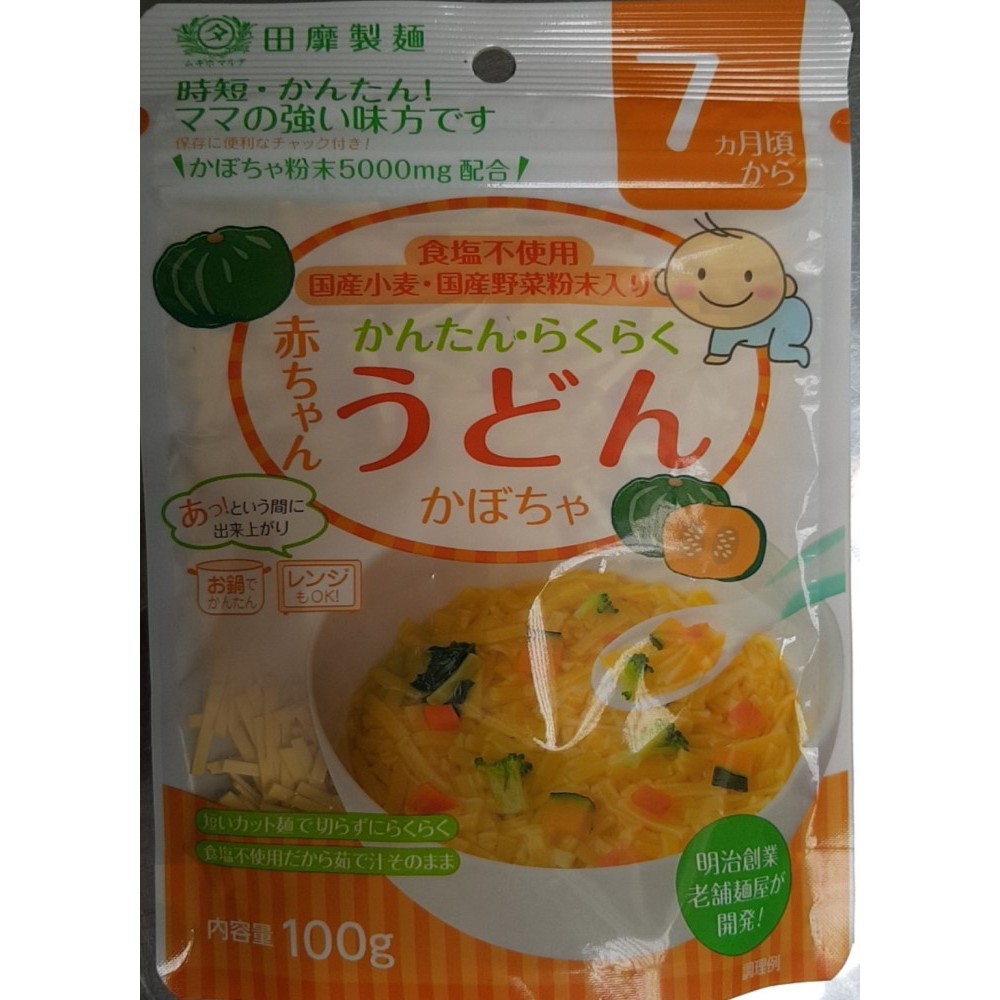 ムギホマルテ
田靡製麺
時短・かんたん!
ママの強い味方です
保存に便利なチャック付き!
かぼちゃ粉末5000mg配合
7
ヵ月頃
から
食塩不使用
国産小麦・国産野菜粉末入り
赤ちゃん
かんたん・らくらく
うどん
かぼちゃ
あっ!という間に
出来上がり
お鍋で
かんたん
レンジ
もOK!
短いカット麺で切らずにらくらく
食塩不使用だから茹で汁そのまま
内容量 100g
明治創業
老舗麺屋が
開発!
調理例